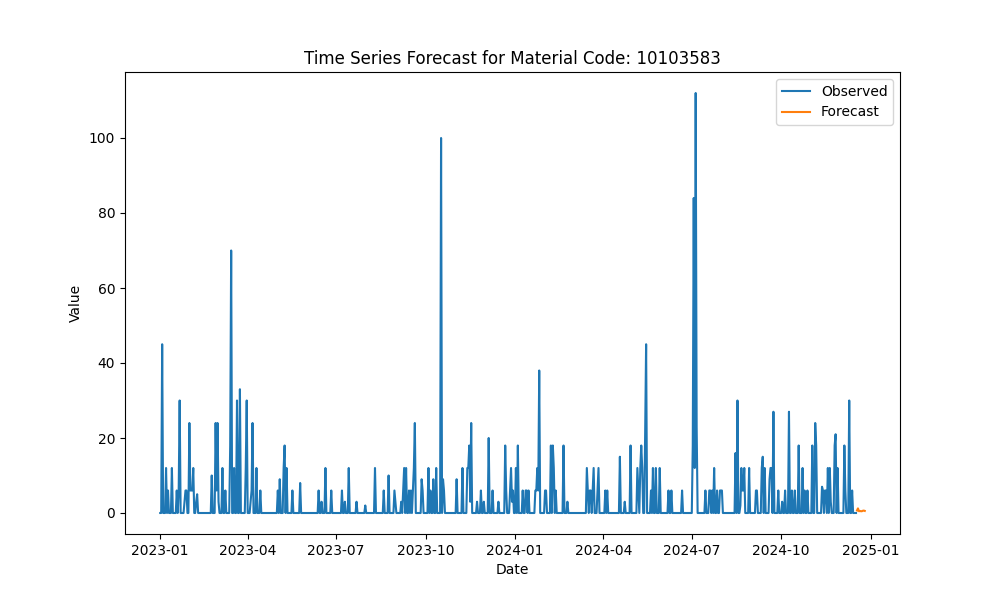 Time Series Forecast for Material Code: 10103583
Observed
Forecast
100
80
60
40
20
0
Value
2023-01 2023-04 2023-07 2023-10 2024-01 2024-04 2024-07 2024-10 2025-01
Date